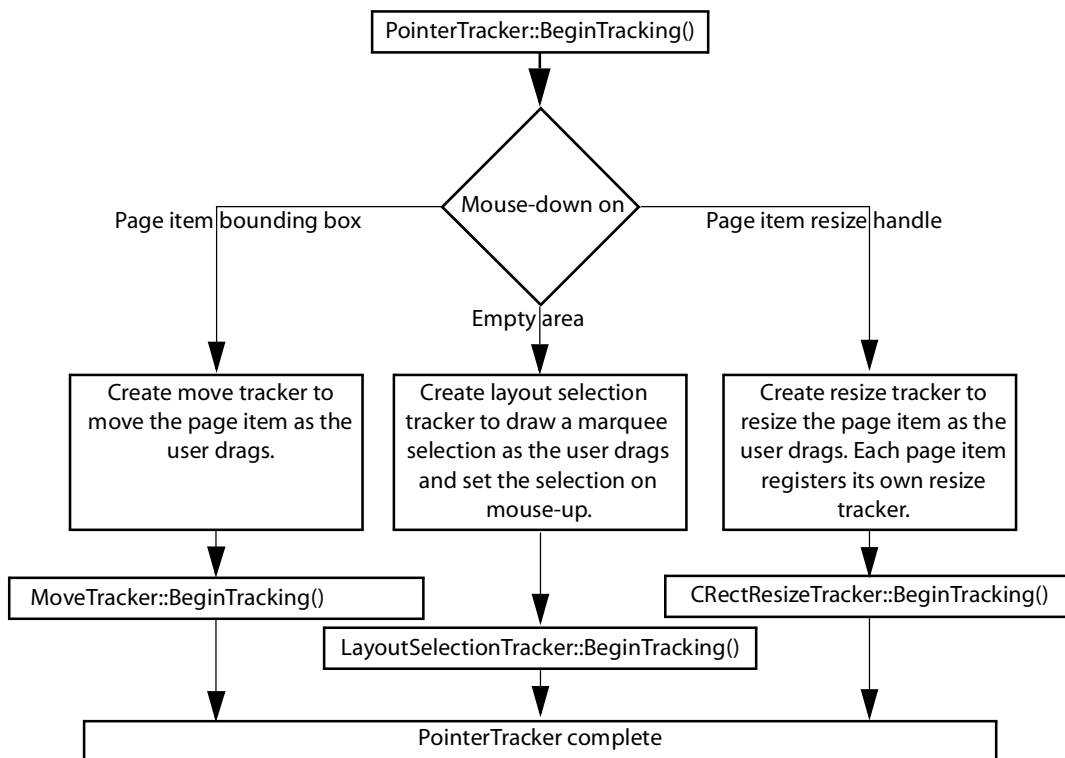 PointerTracker::BeginTracking()
Mouse-down on
Page item bounding box
Page item resize handle
Empty area
Create move tracker to
move the page item as the
user drags.
Create layout selection
tracker to draw a marquee
selection as the user drags
and set the selection on
mouse-up.
Create resize tracker to
resize the page item as the
user drags. Each page item
registers its own resize
tracker.
MoveTracker::BeginTracking()
CRectResizeTracker::BeginTracking()
LayoutSelectionTracker::BeginTracking()
PointerTracker complete